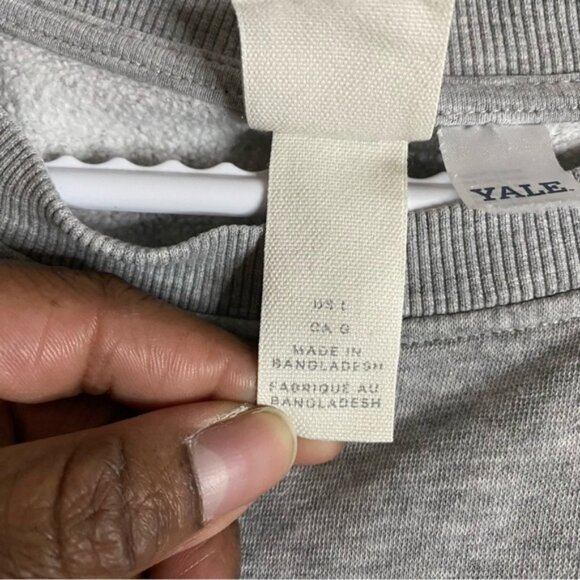 YALE
US L
CA G
MADE IN
BANGLADESH
FABRIQUÉ AU
BANGLADESH